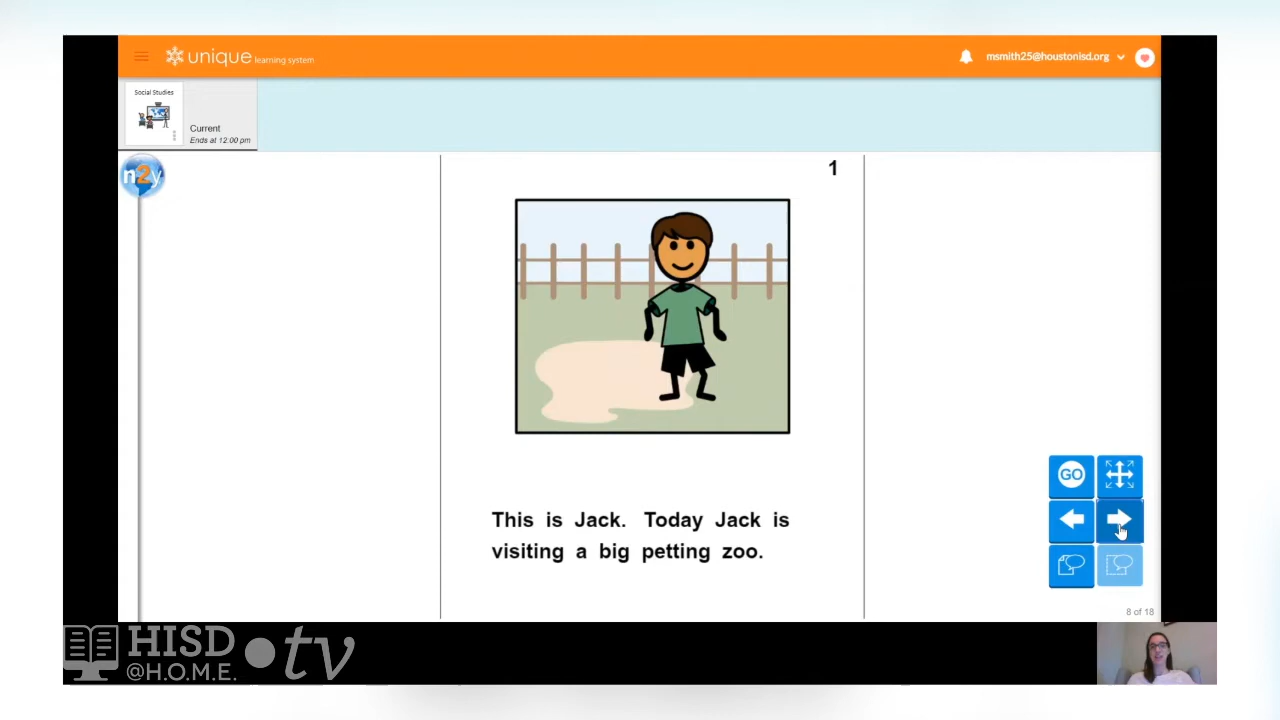 unique learning system
msmith25@houstonisd.org
Social Studies
Current
Ends at 12:00 pm
n2y
1
This is Jack. Today Jack is
visiting a big petting zoo.
GO
8 of 18
HISD
@H.O.M.E.
tv